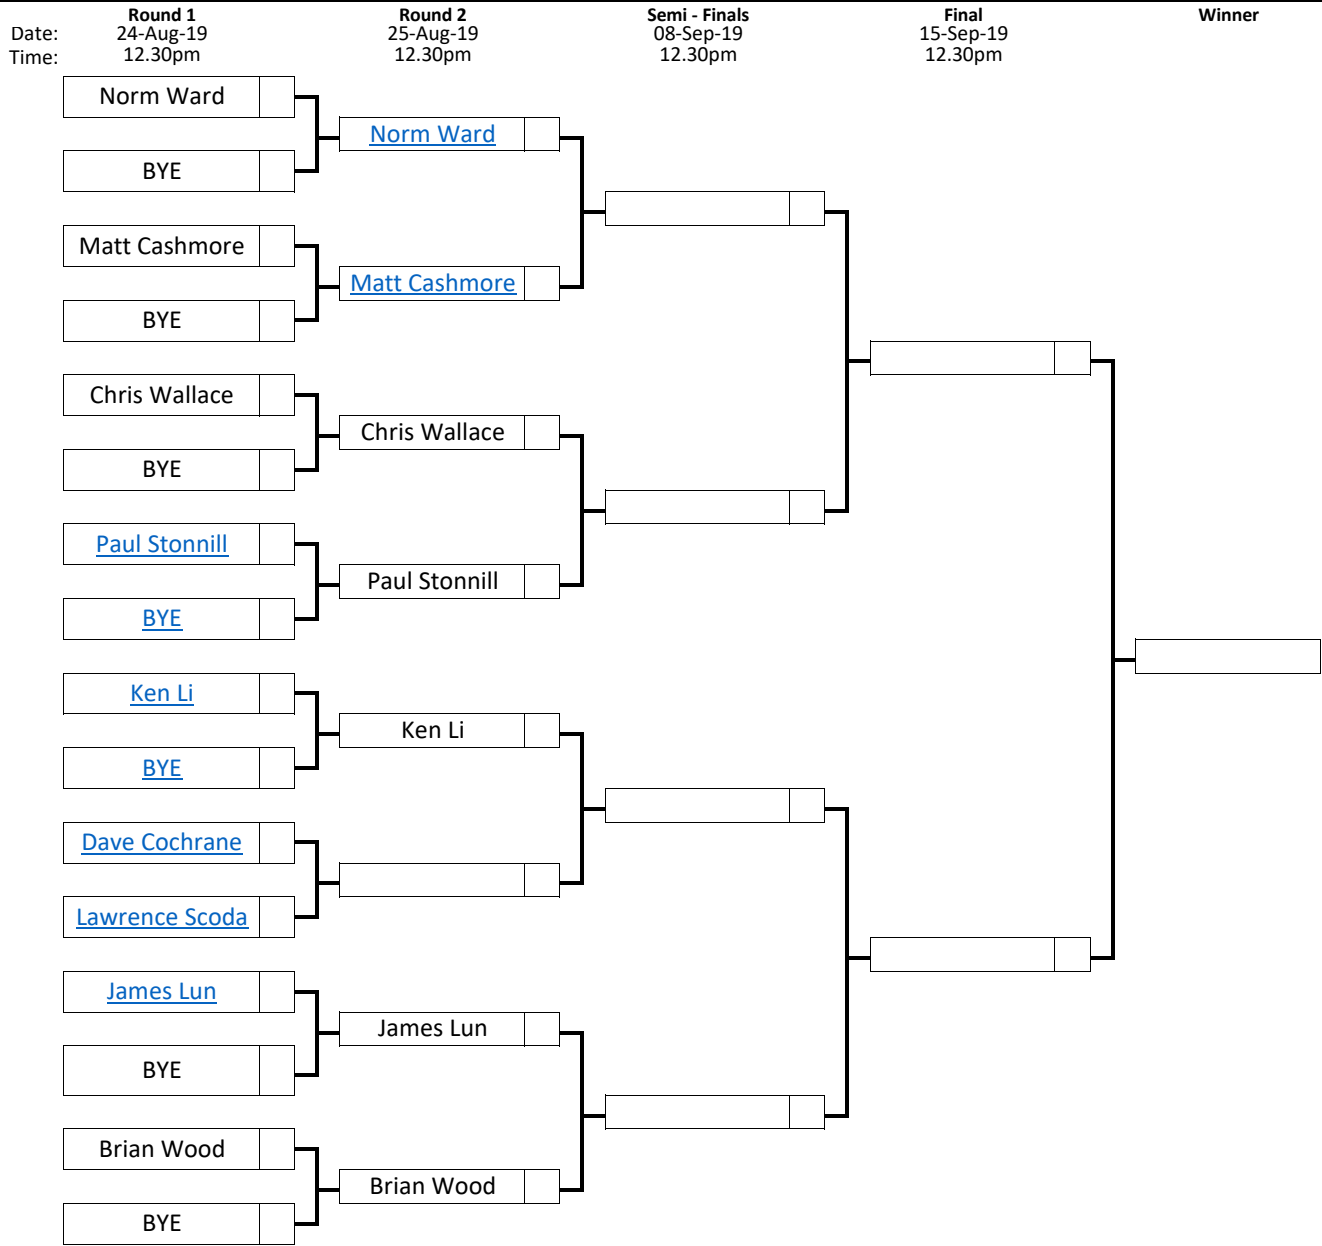 Round 1 Round 2 Semi - Finals Final Winner
Date: 24-Aug-19 25-Aug-19 08-Sep-19 15-Sep-19
Time: 12.30pm 12.30pm 12.30pm 12.30pm
Norm Ward
Norm Ward
BYE
Matt Cashmore
Matt Cashmore
BYE
Chris Wallace
Chris Wallace
BYE
Paul Stonnill
Paul Stonnill
BYE
Ken Li
Ken Li
BYE
Dave Cochrane
Lawrence Scoda
James Lun
James Lun
BYE
Brian Wood
Brian Wood
BYE